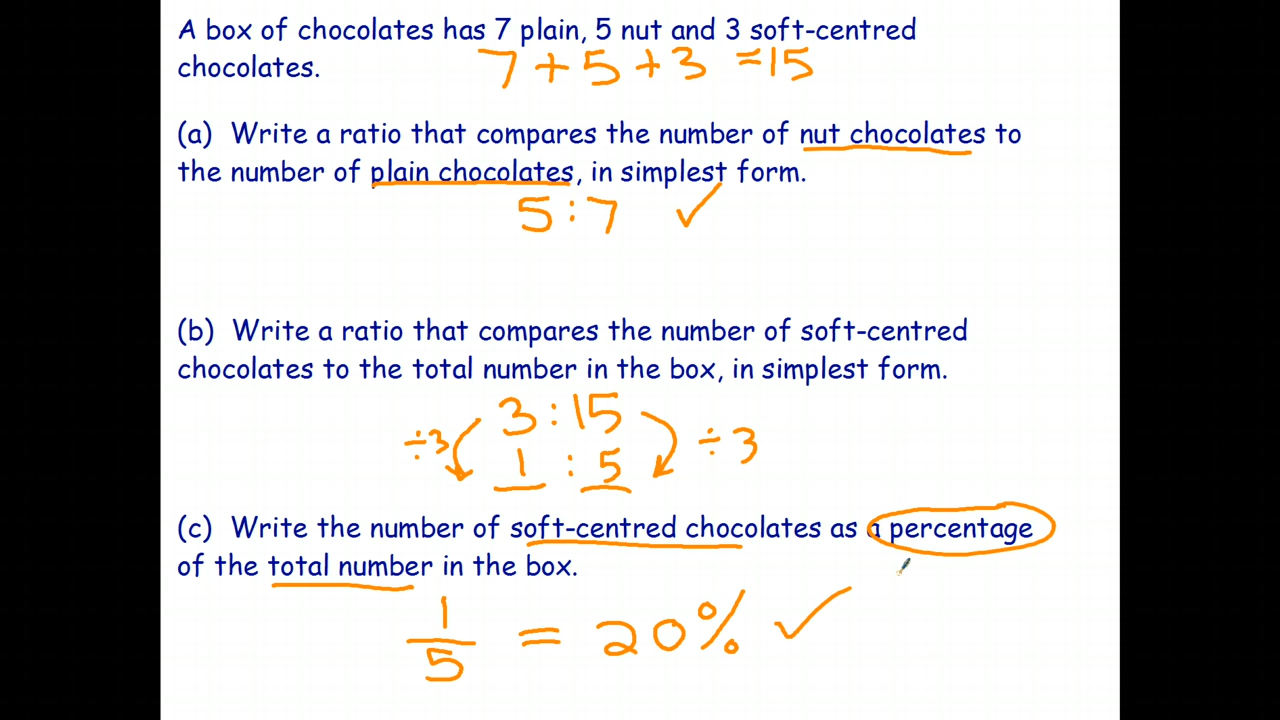 A box of chocolates has 7 plain, 5 nut and 3 soft-centred
chocolates.
7 + 5 + 3 = 15
(a) Write a ratio that compares the number of nut chocolates to
the number of plain chocolates, in simplest form.
5 : 7 ✓
(b) Write a ratio that compares the number of soft-centred
chocolates to the total number in the box, in simplest form.
3 : 15
÷3 1 : 5 ÷3
(c) Write the number of soft-centred chocolates as a percentage
of the total number in the box.
1/5 = 20% ✓